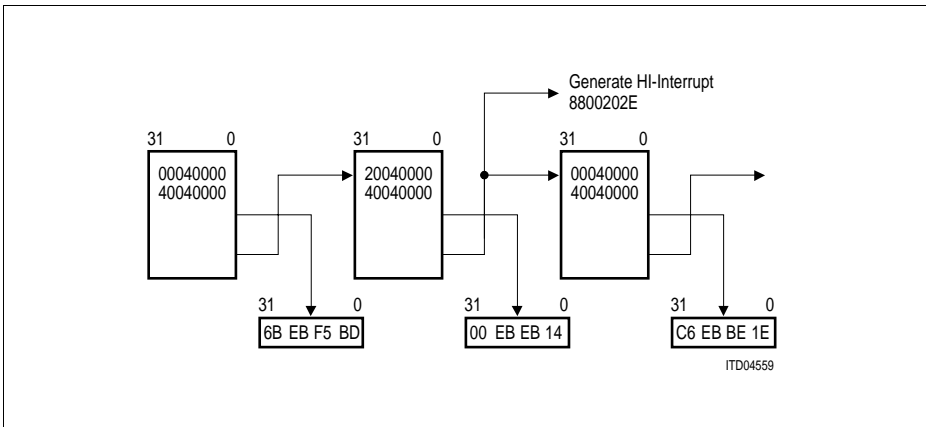 Generate HI-Interrupt
8800202E
31 0
31 0
31 0
00040000
40040000
20040000
40040000
00040000
40040000
31 0
31 0
31 0
6B EB F5 BD
00 EB EB 14
C6 EB BE 1E
ITD04559